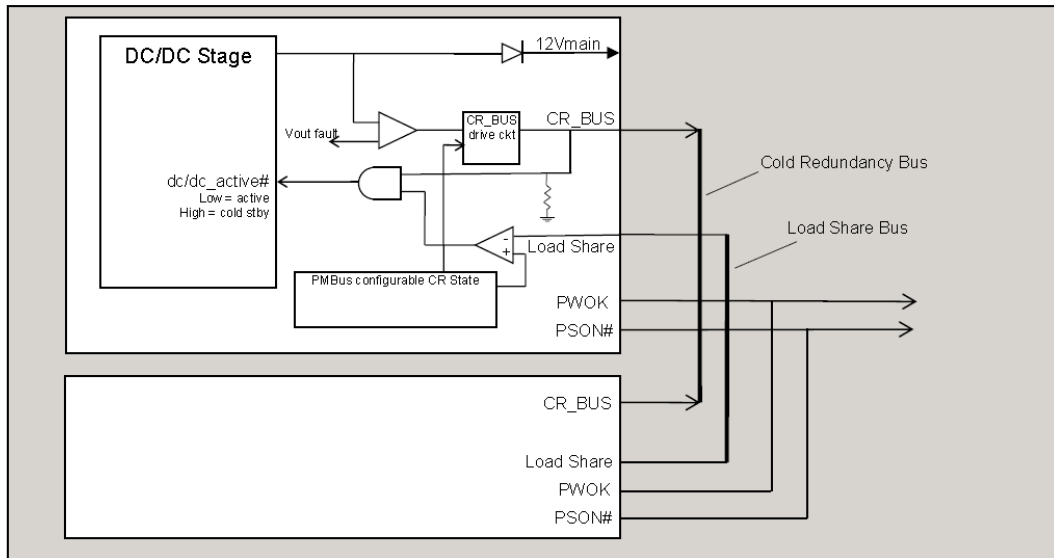 DC/DC Stage
12Vmain
CR_BUS
drive ckt
CR_BUS
Vout fault
dc/dc_active#
Low = active
High = cold stby
-
+
Load Share
PMBus configurable CR State
PWOK
PSON#
Cold Redundancy Bus
Load Share Bus
CR_BUS
Load Share
PWOK
PSON#